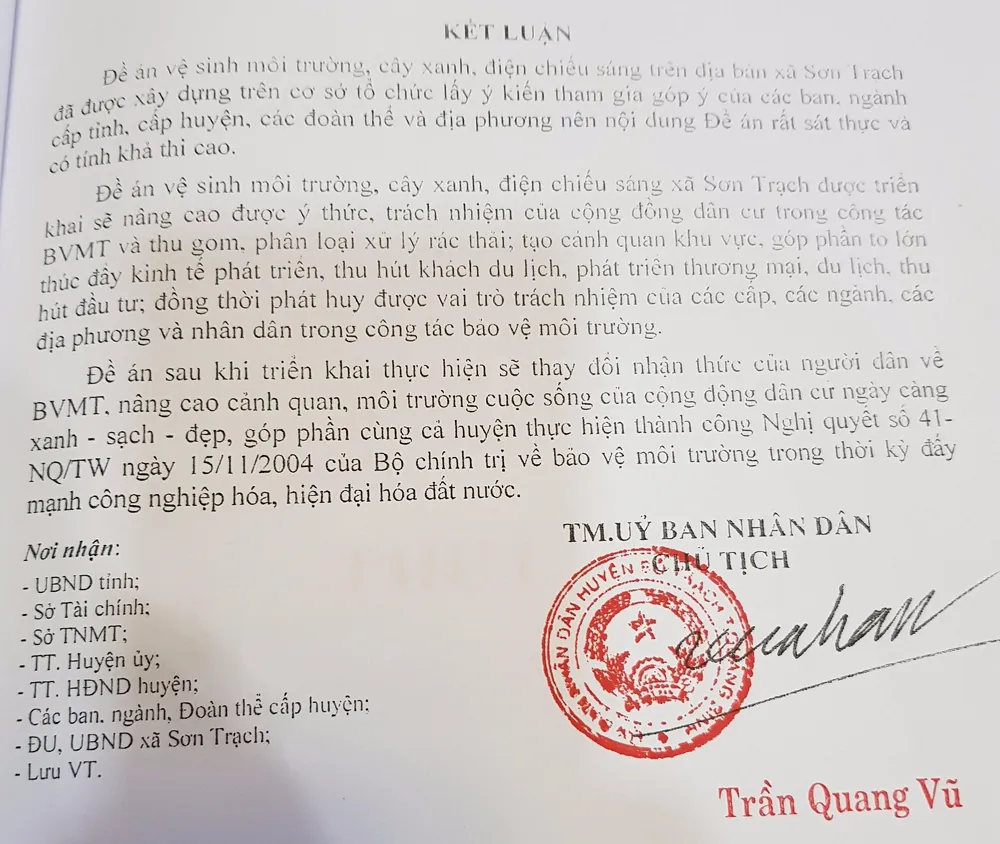 KẾT LUẬN
Đề án vệ sinh môi trường, cây xanh, điện chiếu sáng trên địa bàn xã Sơn Trạch
đã được xây dựng trên cơ sở tổ chức lấy ý kiến tham gia góp ý của các ban, ngành
cấp tỉnh, cấp huyện, các đoàn thể và địa phương nên nội dung Đề án rất sát thực và
có tính khả thi cao.
Đề án vệ sinh môi trường, cây xanh, điện chiếu sáng xã Sơn Trạch được triển
khai sẽ nâng cao được ý thức, trách nhiệm của cộng đồng dân cư trong công tác
BVMT và thu gom, phân loại xử lý rác thải; tạo cảnh quan khu vực, góp phần to lớn
thúc đẩy kinh tế phát triển, thu hút khách du lịch, phát triển thương mại, du lịch, thu
hút đầu tư; đồng thời phát huy được vai trò trách nhiệm của các cấp, các ngành, các
địa phương và nhân dân trong công tác bảo vệ môi trường.
Đề án sau khi triển khai thực hiện sẽ thay đổi nhận thức của người dân về
BVMT, nâng cao cảnh quan, môi trường cuộc sống của cộng động dân cư ngày càng
xanh - sạch - đẹp, góp phần cùng cả huyện thực hiện thành công Nghị quyết số 41-
NQ/TW ngày 15/11/2004 của Bộ chính trị về bảo vệ môi trường trong thời kỳ đẩy
mạnh công nghiệp hóa, hiện đại hóa đất nước.
Nơi nhận:
- UBND tỉnh;
- Sở Tài chính;
- Sở TNMT;
- TT. Huyện ủy;
- TT. HĐND huyện;
- Các ban, ngành, Đoàn thể cấp huyện;
- ĐU, UBND xã Sơn Trạch;
- Lưu VT.
TM.UỶ BAN NHÂN DÂN
CHỦ TỊCH
NHÂN DÂN HUYỆN
Trần Quang Vũ